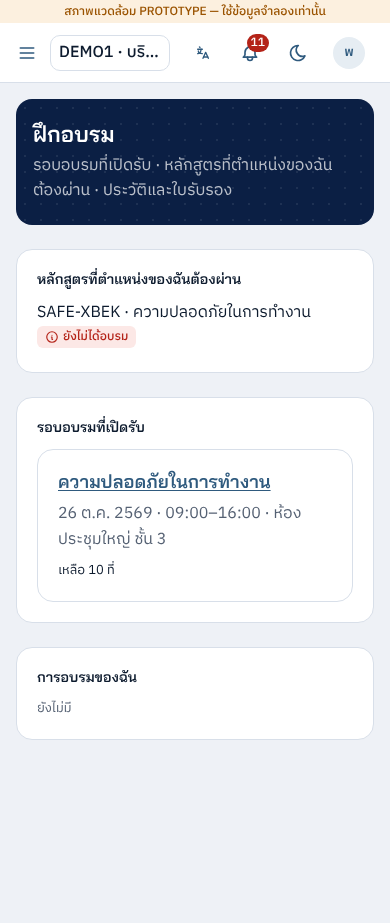 สภาพแวดล้อม PROTOTYPE — ใช้ข้อมูลจำลองเท่านั้น
DEMO1 · บริ...
11
พ
ฝึกอบรม
รอบอบรมที่เปิดรับ · หลักสูตรที่ตำแหน่งของฉัน
ต้องผ่าน · ประวัติและใบรับรอง
หลักสูตรที่ตำแหน่งของฉันต้องผ่าน
SAFE-XBEK · ความปลอดภัยในการทำงาน
ยังไม่ได้อบรม
รอบอบรมที่เปิดรับ
ความปลอดภัยในการทำงาน
26 ต.ค. 2569 · 09:00–16:00 · ห้อง
ประชุมใหญ่ ชั้น 3
เหลือ 10 ที่
การอบรมของฉัน
ยังไม่มี